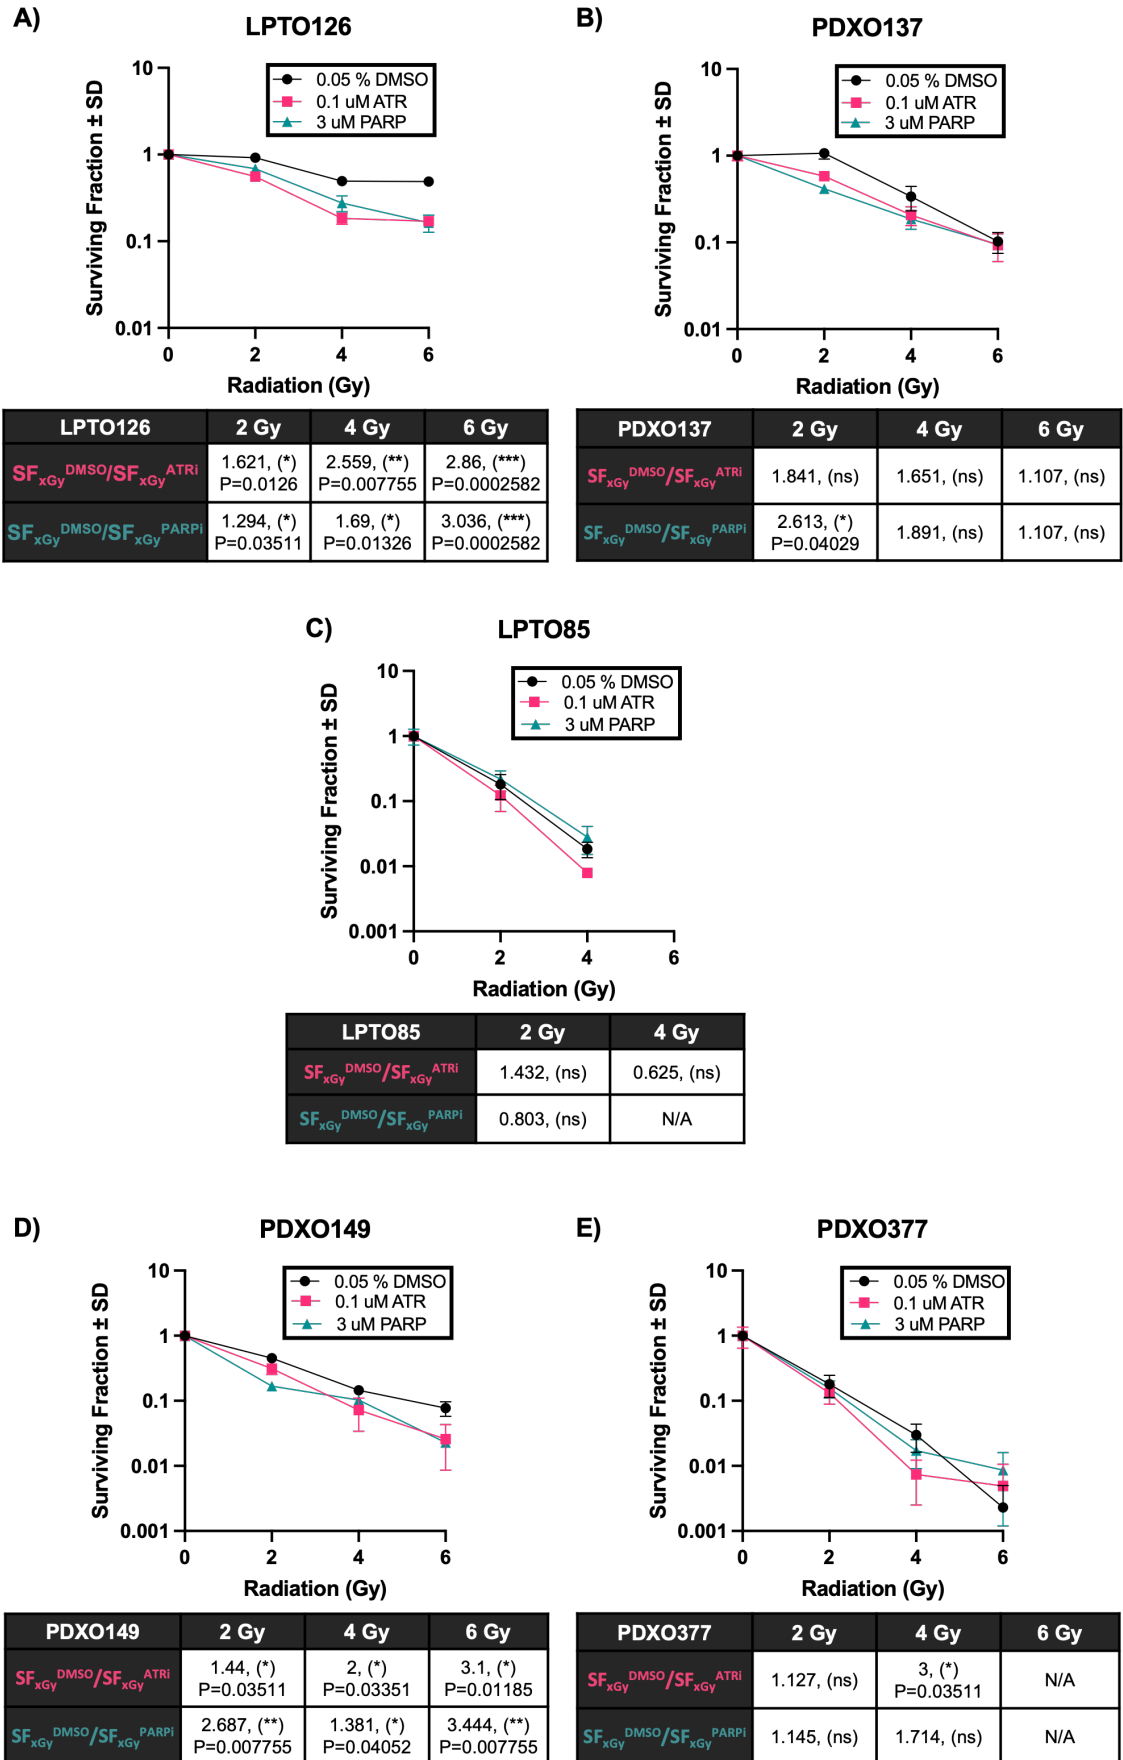 A)
LPTO126
10
1
0.1
0.01
0 2 4 6
Surviving Fraction ± SD
Radiation (Gy)
0.05 % DMSO
0.1 uM ATR
3 uM PARP
LPTO126 2 Gy 4 Gy 6 Gy
SFxGyDMSO/SFxGyATRi 1.621, (*) 2.559, (**) 2.86, (***)
P=0.0126 P=0.007755 P=0.0002582
SFxGyDMSO/SFxGyPARPi 1.294, (*) 1.69, (*) 3.036, (***)
P=0.03511 P=0.01326 P=0.0002582
B)
PDXO137
10
1
0.1
0.01
0 2 4 6
Surviving Fraction ± SD
Radiation (Gy)
0.05 % DMSO
0.1 uM ATR
3 uM PARP
PDXO137 2 Gy 4 Gy 6 Gy
SFxGyDMSO/SFxGyATRi 1.841, (ns) 1.651, (ns) 1.107, (ns)
SFxGyDMSO/SFxGyPARPi 2.613, (*) 1.891, (ns) 1.107, (ns)
P=0.04029
C)
LPTO85
10
1
0.1
0.01
0.001
0 2 4 6
Surviving Fraction ± SD
Radiation (Gy)
0.05 % DMSO
0.1 uM ATR
3 uM PARP
LPTO85 2 Gy 4 Gy
SFxGyDMSO/SFxGyATRi 1.432, (ns) 0.625, (ns)
SFxGyDMSO/SFxGyPARPi 0.803, (ns) N/A
D)
PDXO149
10
1
0.1
0.01
0.001
0 2 4 6
Surviving Fraction ± SD
Radiation (Gy)
0.05 % DMSO
0.1 uM ATR
3 uM PARP
PDXO149 2 Gy 4 Gy 6 Gy
SFxGyDMSO/SFxGyATRi 1.44, (*) 2, (*) 3.1, (*)
P=0.03511 P=0.03351 P=0.01185
SFxGyDMSO/SFxGyPARPi 2.687, (**) 1.381, (*) 3.444, (**)
P=0.007755 P=0.04052 P=0.007755
E)
PDXO377
10
1
0.1
0.01
0.001
0 2 4 6
Surviving Fraction ± SD
Radiation (Gy)
0.05 % DMSO
0.1 uM ATR
3 uM PARP
PDXO377 2 Gy 4 Gy 6 Gy
SFxGyDMSO/SFxGyATRi 1.127, (ns) 3, (*) N/A
P=0.03511
SFxGyDMSO/SFxGyPARPi 1.145, (ns) 1.714, (ns) N/A